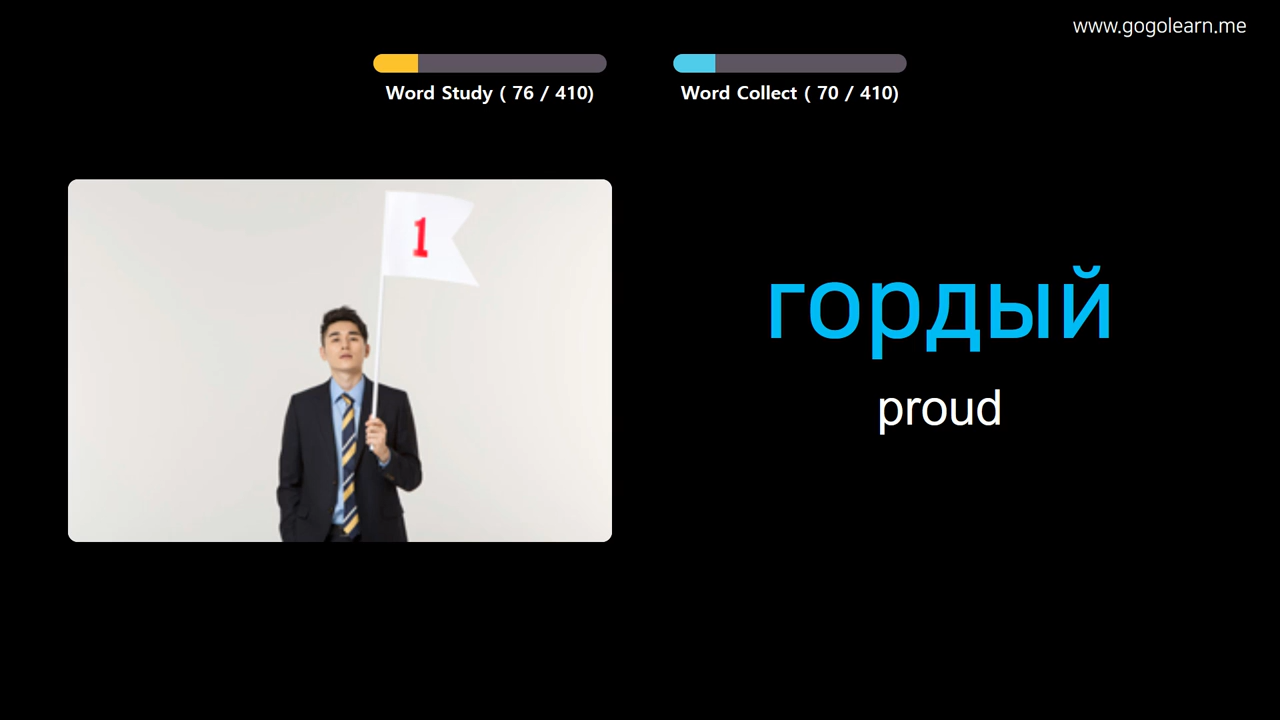 www.gogolearn.me
Word Study ( 76 / 410)
Word Collect ( 70 / 410)
1
гордый
proud